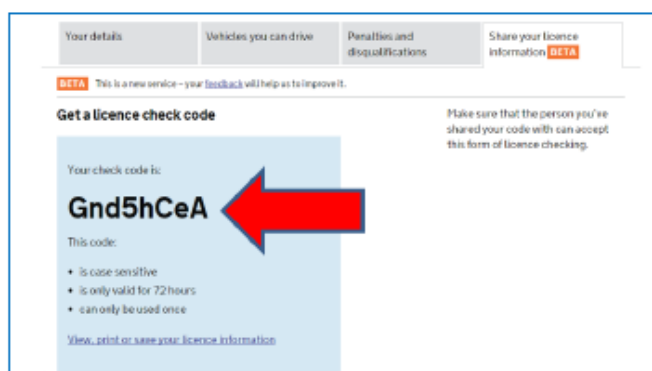 Your details
Vehicles you can drive
Penalties and
disqualifications
Share your licence
information BETA
BETA This is a new service – your feedback will help us to improve it.
Get a licence check code
Make sure that the person you've
shared your code with can accept
this form of licence checking.
Your check code is:
Gnd5hCeA
This code:
• is case sensitive
• is only valid for 72 hours
• can only be used once
View, print or save your licence information